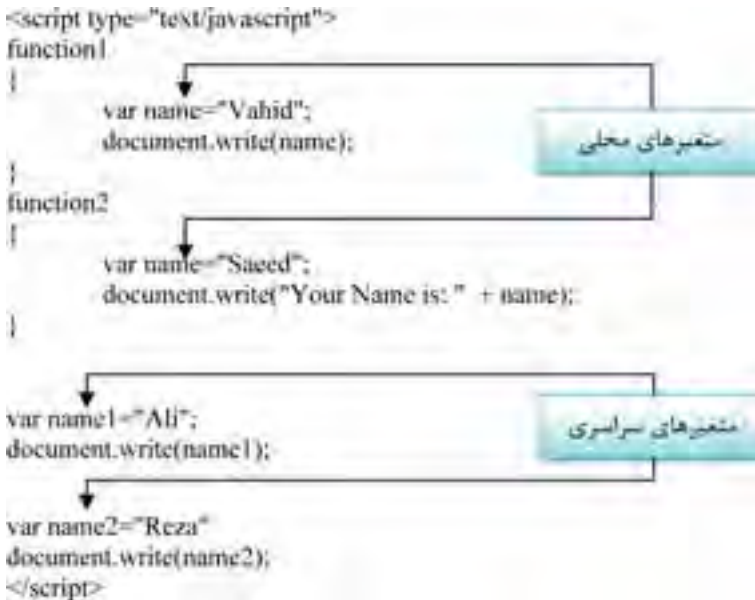 <script type="text/javascript">
function1
{
var name="Vahid";
document.write(name);
متغیرهای محلی
}
function2
{
var name="Saeed";
document.write("Your Name is: " + name);
}
var name1="Ali";
document.write(name1);
متغیرهای سراسری
var name2="Reza"
document.write(name2);
</script>